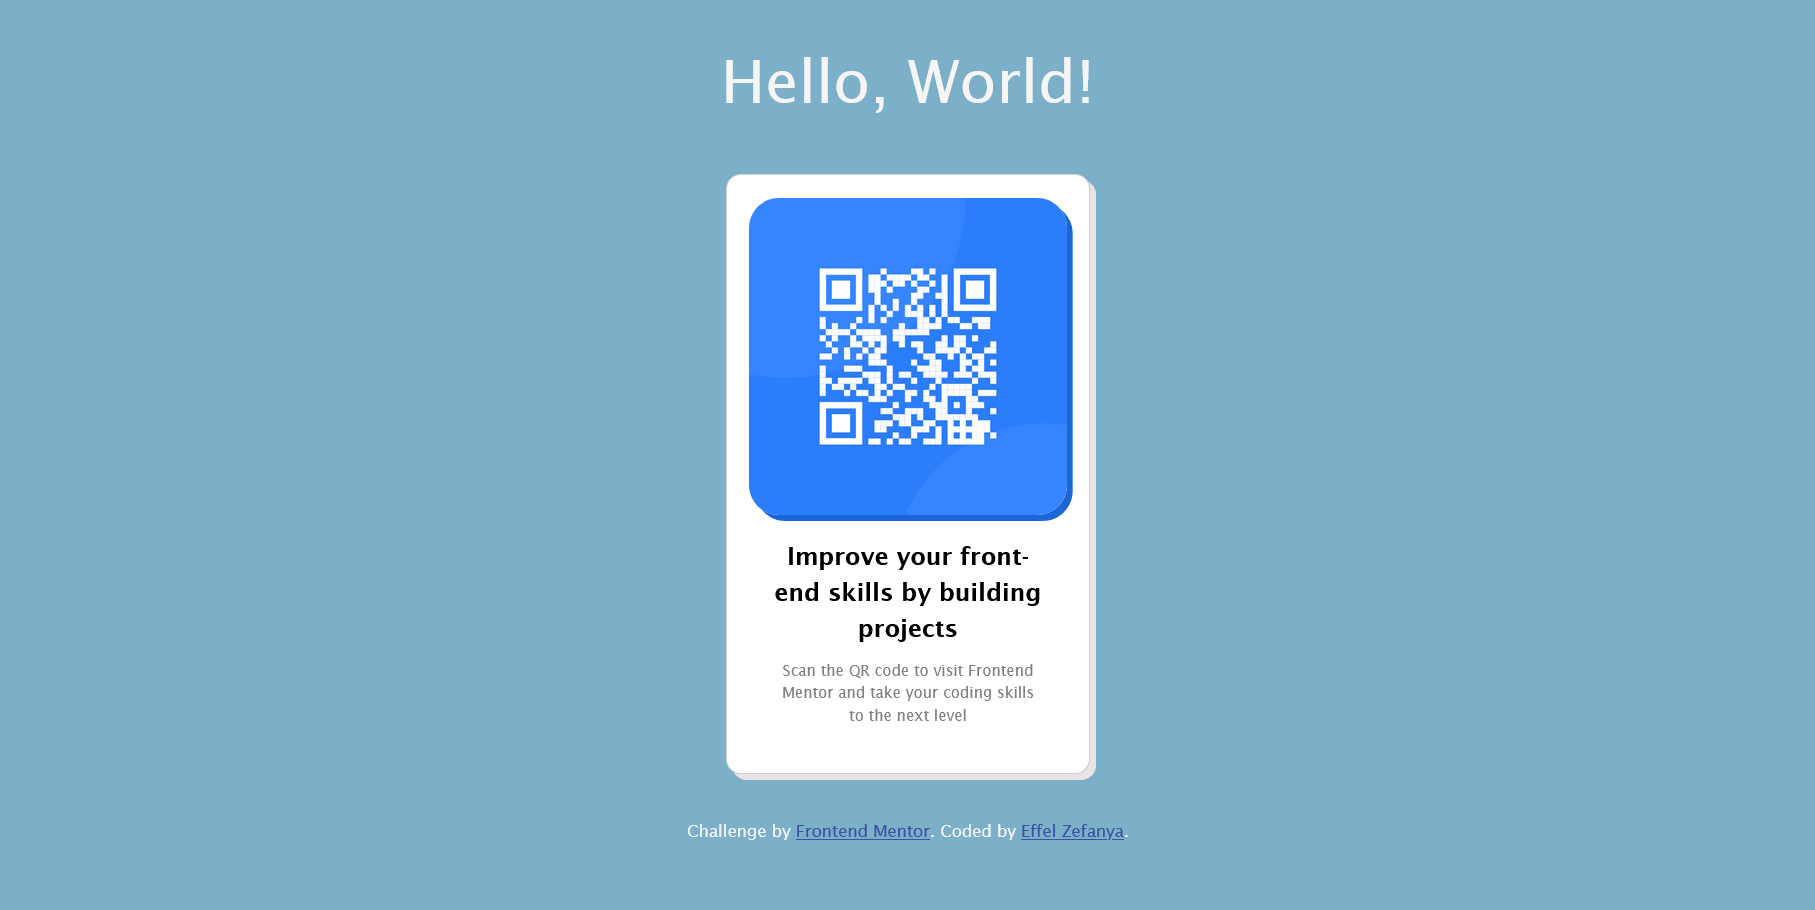 Hello, World!
Improve your front-
end skills by building
projects
Scan the QR code to visit Frontend
Mentor and take your coding skills
to the next level
Challenge by Frontend Mentor. Coded by Effel Zefanya.